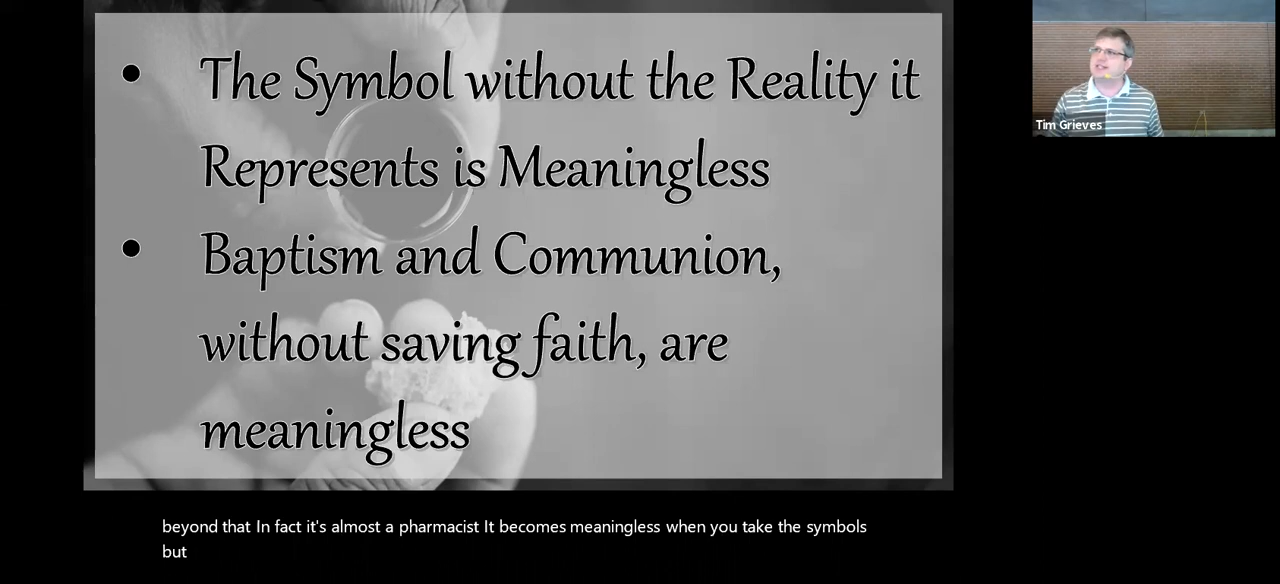 • The Symbol without the Reality it
Represents is Meaningless
• Baptism and Communion,
without saving faith, are
meaningless
Tim Grieves
beyond that In fact it's almost a pharmacist It becomes meaningless when you take the symbols
but